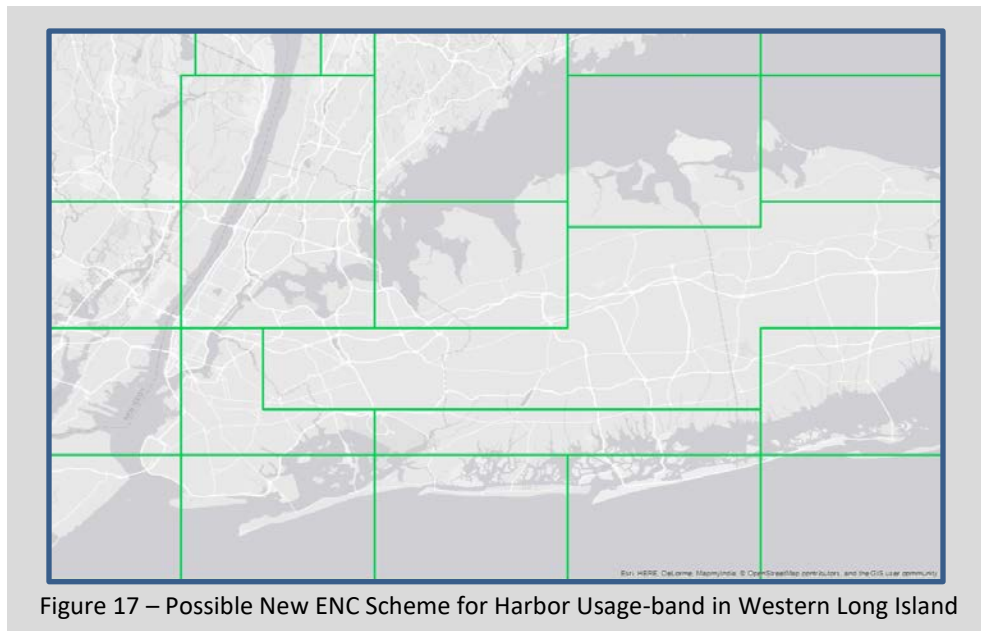 Esri, HERE, DeLorme, MapmyIndia, © OpenStreetMap contributors, and the GIS user community
Figure 17 – Possible New ENC Scheme for Harbor Usage-band in Western Long Island